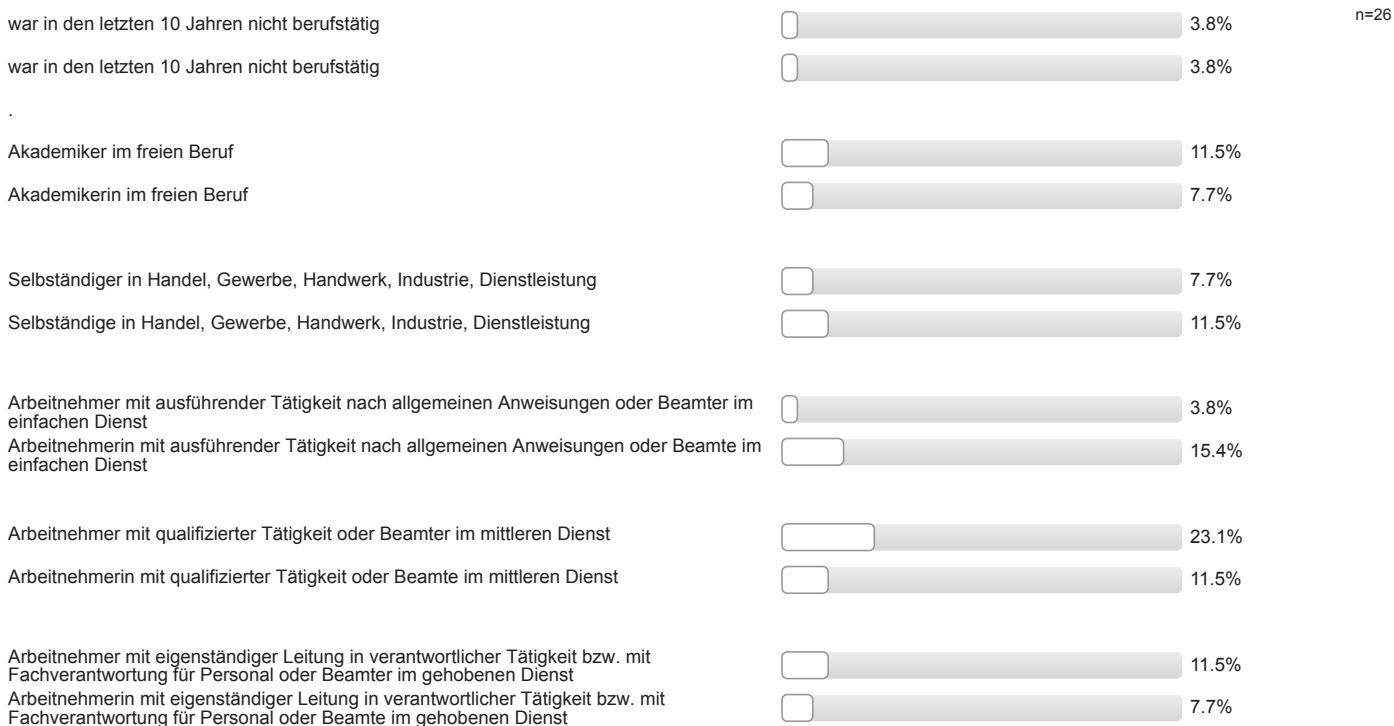 n=26
war in den letzten 10 Jahren nicht berufstätig 3.8%
war in den letzten 10 Jahren nicht berufstätig 3.8%
.
Akademiker im freien Beruf 11.5%
Akademikerin im freien Beruf 7.7%
Selbständiger in Handel, Gewerbe, Handwerk, Industrie, Dienstleistung 7.7%
Selbständige in Handel, Gewerbe, Handwerk, Industrie, Dienstleistung 11.5%
Arbeitnehmer mit ausführender Tätigkeit nach allgemeinen Anweisungen oder Beamter im
einfachen Dienst 3.8%
Arbeitnehmerin mit ausführender Tätigkeit nach allgemeinen Anweisungen oder Beamte im
einfachen Dienst 15.4%
Arbeitnehmer mit qualifizierter Tätigkeit oder Beamter im mittleren Dienst 23.1%
Arbeitnehmerin mit qualifizierter Tätigkeit oder Beamte im mittleren Dienst 11.5%
Arbeitnehmer mit eigenständiger Leitung in verantwortlicher Tätigkeit bzw. mit
Fachverantwortung für Personal oder Beamter im gehobenen Dienst 11.5%
Arbeitnehmerin mit eigenständiger Leitung in verantwortlicher Tätigkeit bzw. mit
Fachverantwortung für Personal oder Beamte im gehobenen Dienst 7.7%